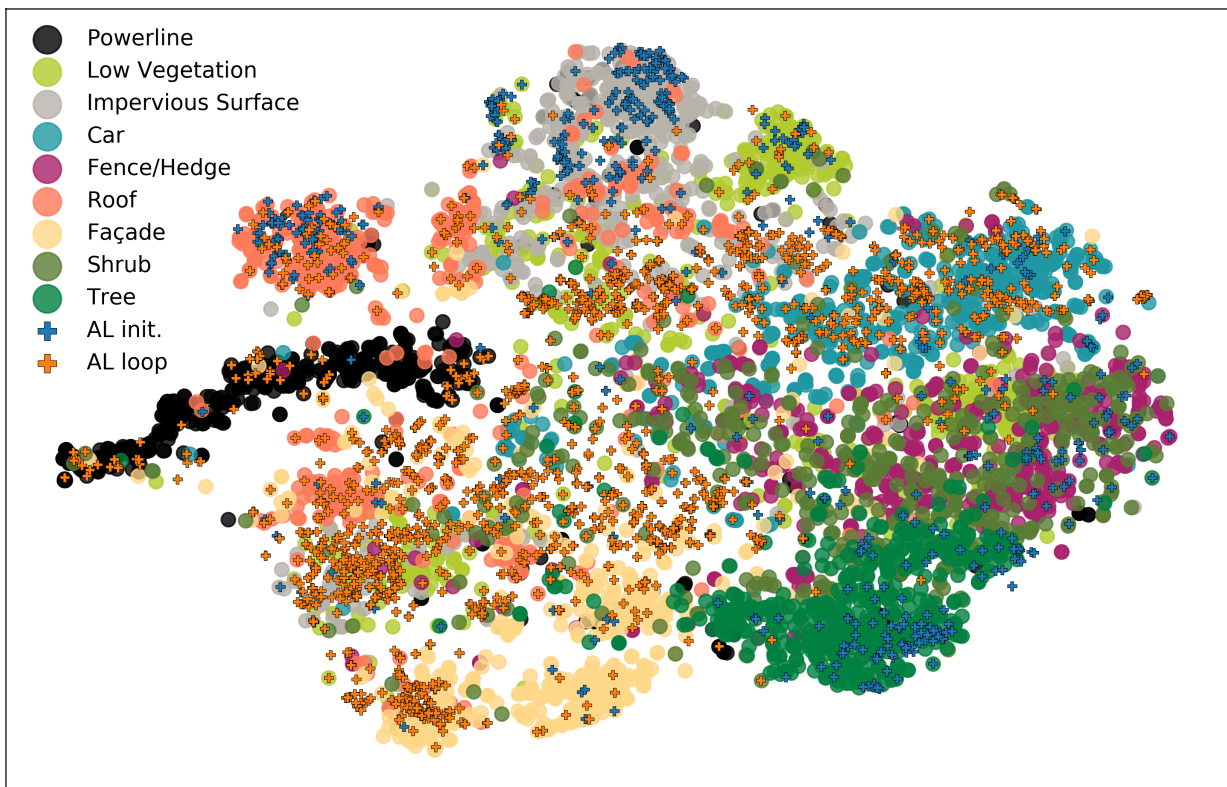 Powerline
Low Vegetation
Impervious Surface
Car
Fence/Hedge
Roof
Façade
Shrub
Tree
AL init.
AL loop